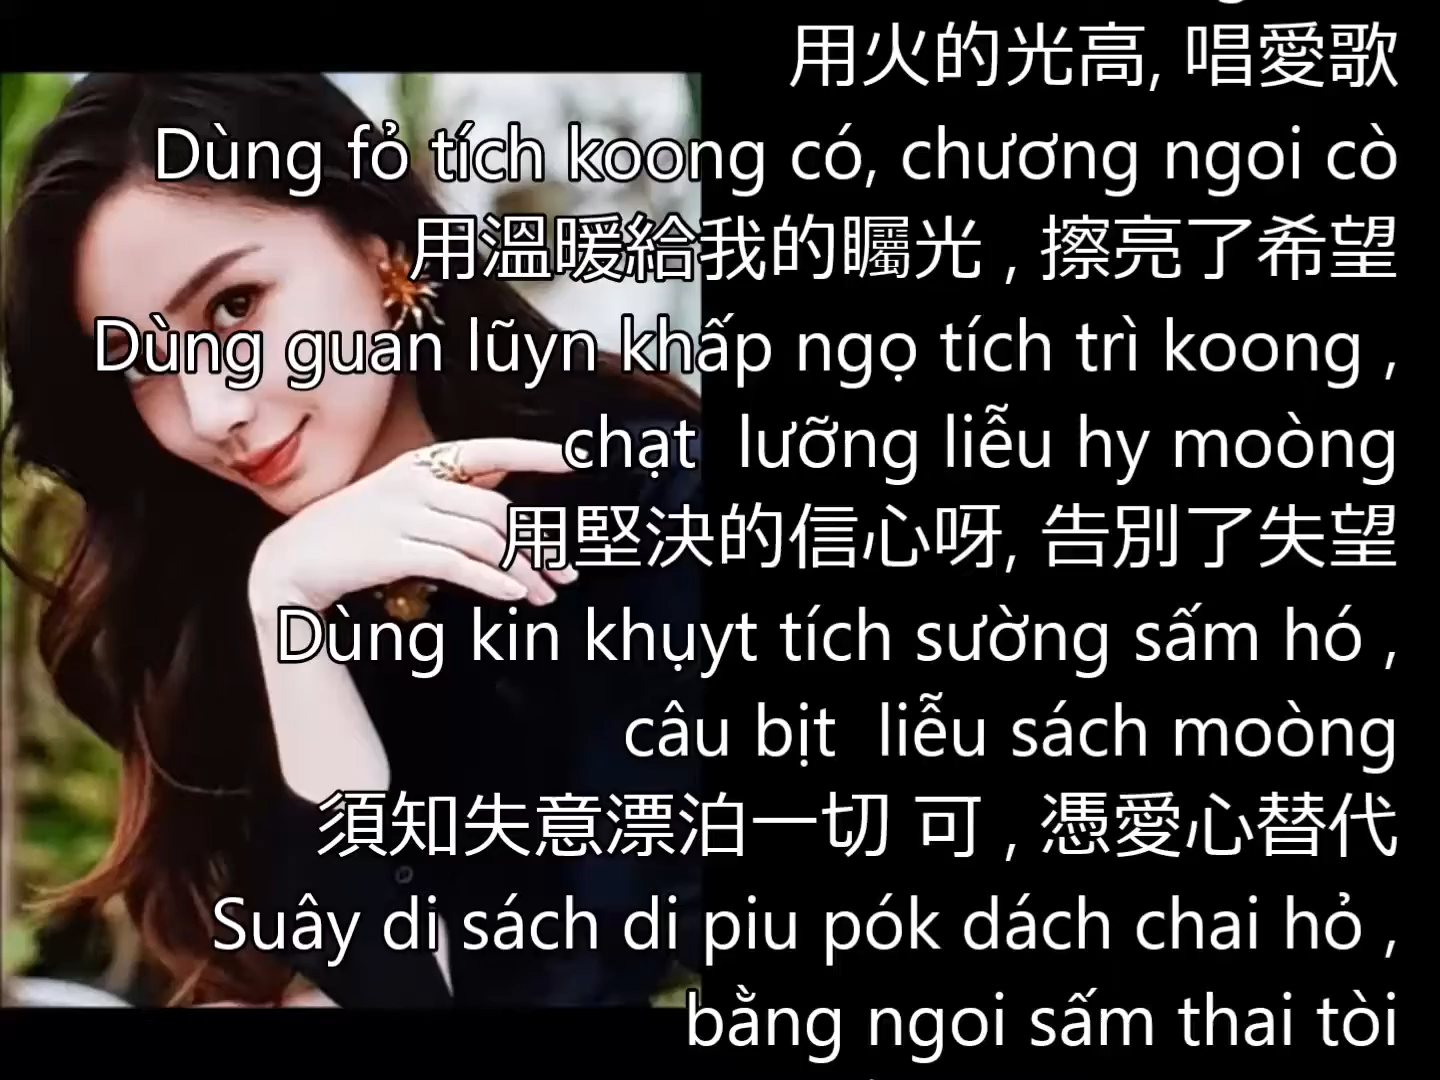 用火的光高, 唱愛歌
Dùng fỏ tích koong có, chương ngoi cò
用溫暖給我的矚光 , 擦亮了希望
Dùng guan lũyn khấp ngọ tích trì koong ,
chạt lưỡng liễu hy moòng
用堅決的信心呀, 告別了失望
Dùng kin khụyt tích sường sấm hó ,
câu bịt liễu sách moòng
須知失意漂泊一切 可 , 憑愛心替代
Suây di sách di piu pók dách chai hỏ ,
bằng ngoi sấm thai tòi